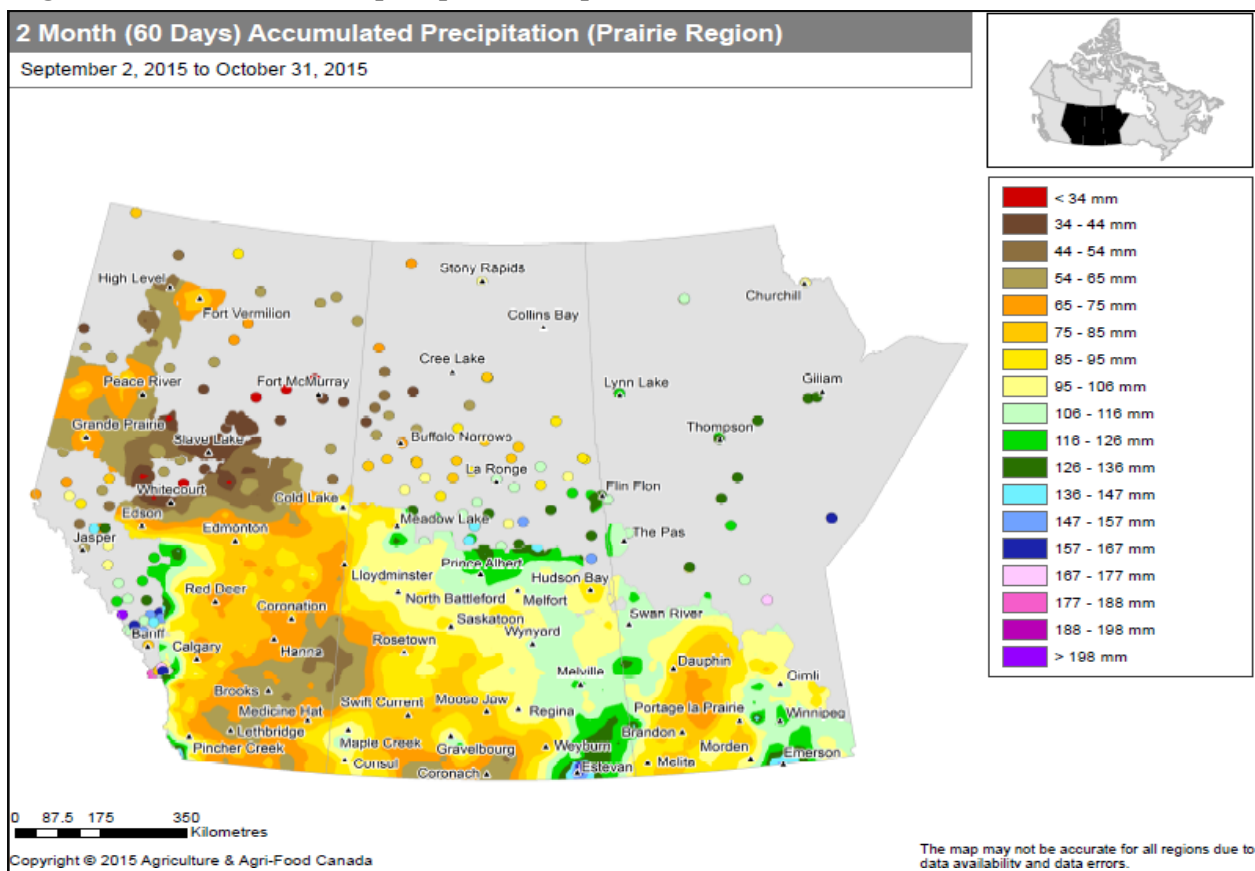 2 Month (60 Days) Accumulated Precipitation (Prairie Region)
September 2, 2015 to October 31, 2015
< 34 mm
34 - 44 mm
44 - 54 mm
54 - 65 mm
65 - 75 mm
75 - 85 mm
85 - 95 mm
95 - 106 mm
106 - 116 mm
116 - 126 mm
126 - 136 mm
136 - 147 mm
147 - 157 mm
157 - 167 mm
167 - 177 mm
177 - 188 mm
188 - 198 mm
> 198 mm
High Level
Stony Rapids
Churchill
Fort Vermilion
Collins Bay
Cree Lake
Peace River
Fort McMurray
Lynn Lake
Gillam
Grande Prairie
Slave Lake
Buffalo Norrows
Thompson
La Ronge
Whitecourt
Cold Lake
Flin Flon
Edson
Edmonton
Meadow Lake
The Pas
Jasper
Prince Albert
Lloydminster
Hudson Bay
Red Deer
North Battleford
Melfort
Coronation
Saskatoon
Swan River
Banff
Calgary
Hanna
Rosetown
Wynyard
Melville
Dauphin
Gimli
Brooks
Medicine Hat
Swift Current
Moose Jaw
Regina
Portage la Prairie
Winnipeg
Lethbridge
Pincher Creek
Maple Creek
Gravelbourg
Weyburn
Brandon
Morden
Emerson
Consul
Coronach
Estevan
Melita
0 87.5 175 350
Kilometres
Copyright © 2015 Agriculture & Agri-Food Canada
The map may not be accurate for all regions due to
data availability and data errors.